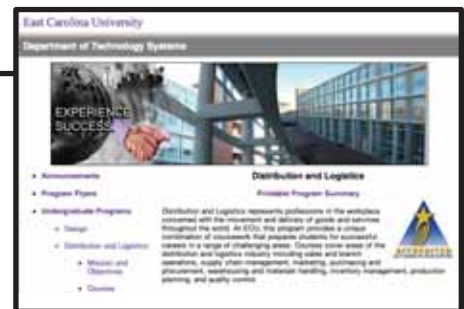 East Carolina University
Department of Technology Systems
EXPERIENCE
SUCCESS
• Announcements
• Program Flyers
• Undergraduate Programs
• Design
• Distribution and Logistics
• Mission and
Objectives
• Courses
Distribution and Logistics
Printable Program Summary
Distribution and Logistics represents professions in the workplace
concerned with the movement and delivery of goods and services
throughout the world. At ECU, this program provides a unique
combination of coursework that prepares students for successful
careers in a range of challenging areas. Courses cover areas of the
distribution and logistics industry including sales and branch
operations, supply chain management, marketing, purchasing and
procurement, warehousing and materials handling, inventory management, production
planning, and quality control.
ACCREDITED